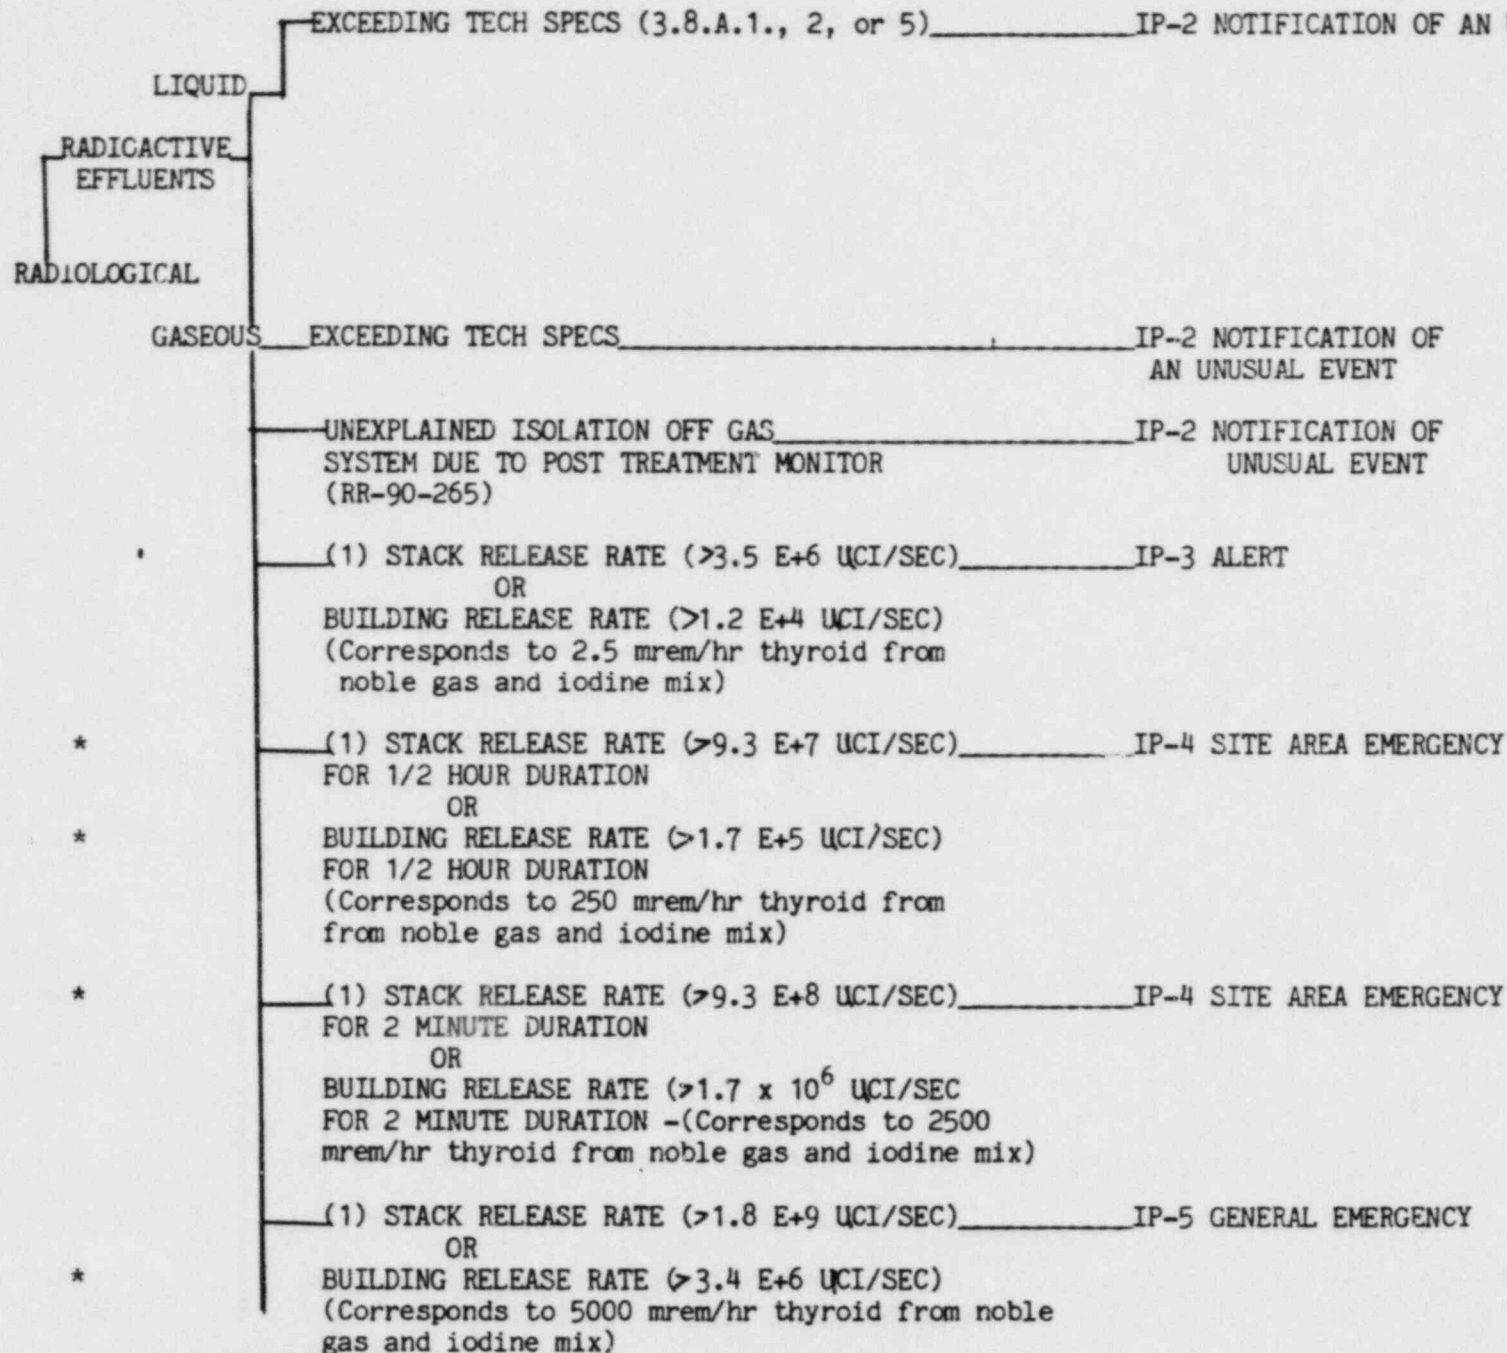 EXCEEDING TECH SPECS (3.8.A.1., 2, or 5) IP-2 NOTIFICATION OF AN
LIQUID
RADIOACTIVE
EFFLUENTS
RADIOLOGICAL
GASEOUS EXCEEDING TECH SPECS IP-2 NOTIFICATION OF
AN UNUSUAL EVENT
UNEXPLAINED ISOLATION OFF GAS IP-2 NOTIFICATION OF
SYSTEM DUE TO POST TREATMENT MONITOR UNUSUAL EVENT
(RR-90-265)
(1) STACK RELEASE RATE (>3.5 E+6 UCI/SEC) IP-3 ALERT
OR
BUILDING RELEASE RATE (>1.2 E+4 UCI/SEC)
(Corresponds to 2.5 mrem/hr thyroid from
noble gas and iodine mix)
* (1) STACK RELEASE RATE (>9.3 E+7 UCI/SEC) IP-4 SITE AREA EMERGENCY
FOR 1/2 HOUR DURATION
OR
* BUILDING RELEASE RATE (>1.7 E+5 UCI/SEC)
FOR 1/2 HOUR DURATION
(Corresponds to 250 mrem/hr thyroid from
from noble gas and iodine mix)
* (1) STACK RELEASE RATE (>9.3 E+8 UCI/SEC) IP-4 SITE AREA EMERGENCY
FOR 2 MINUTE DURATION
OR
BUILDING RELEASE RATE (>1.7 x 10⁶ UCI/SEC
FOR 2 MINUTE DURATION -(Corresponds to 2500
mrem/hr thyroid from noble gas and iodine mix)
(1) STACK RELEASE RATE (>1.8 E+9 UCI/SEC) IP-5 GENERAL EMERGENCY
OR
* BUILDING RELEASE RATE (>3.4 E+6 UCI/SEC)
(Corresponds to 5000 mrem/hr thyroid from noble
gas and iodine mix)